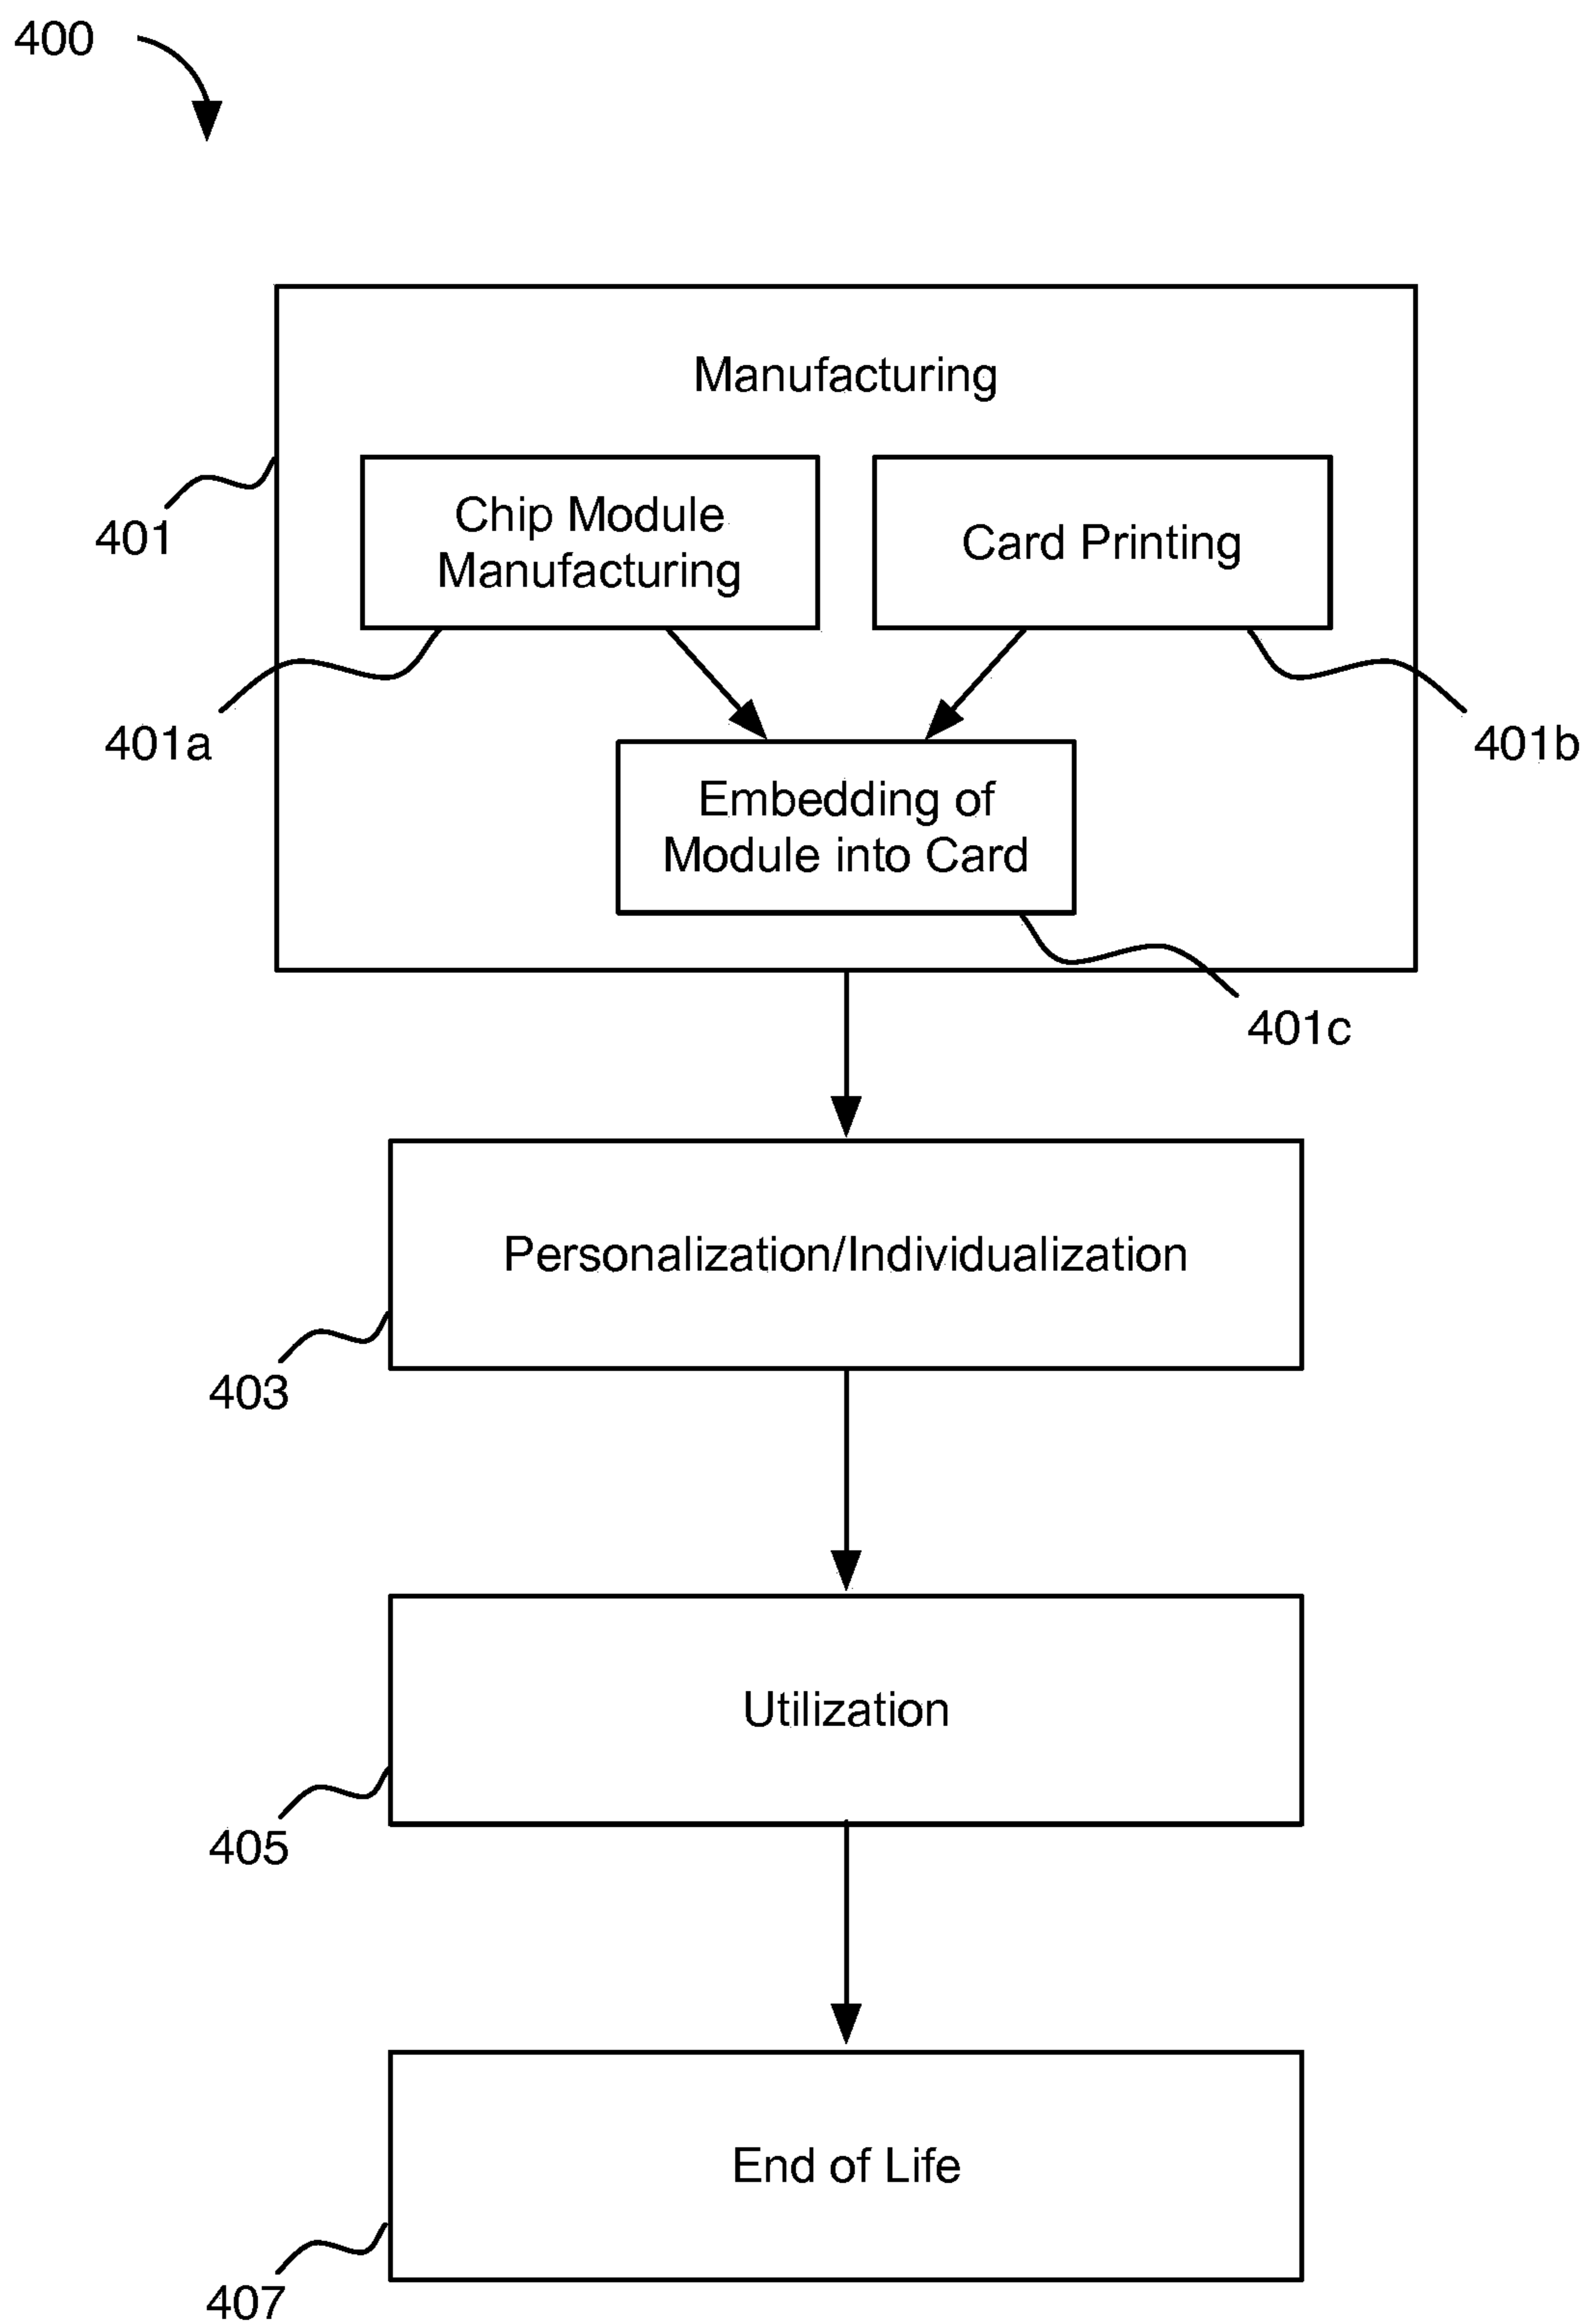 400
Manufacturing
Chip Module
Manufacturing
Card Printing
401
401a
401b
Embedding of
Module into Card
401c
Personalization/Individualization
403
Utilization
405
End of Life
407